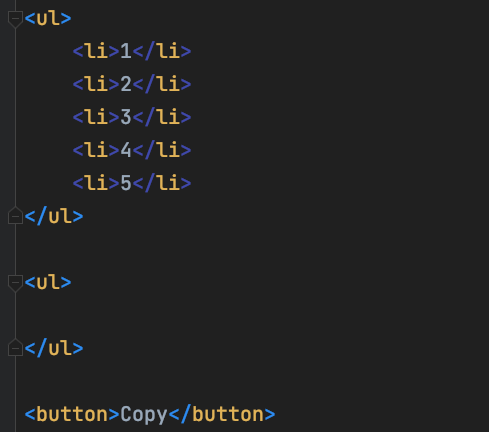 <ul>
<li>1</li>
<li>2</li>
<li>3</li>
<li>4</li>
<li>5</li>
</ul>
<ul>
</ul>
<button>Copy</button>